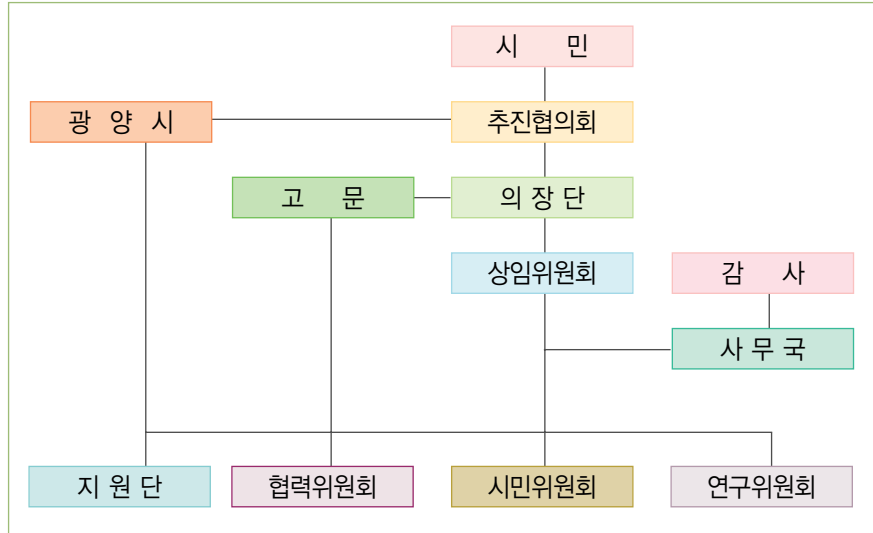 시 민
광 양 시
추진협의회
고 문
의 장 단
상임위원회
감 사
사 무 국
지 원 단
협력위원회
시민위원회
연구위원회